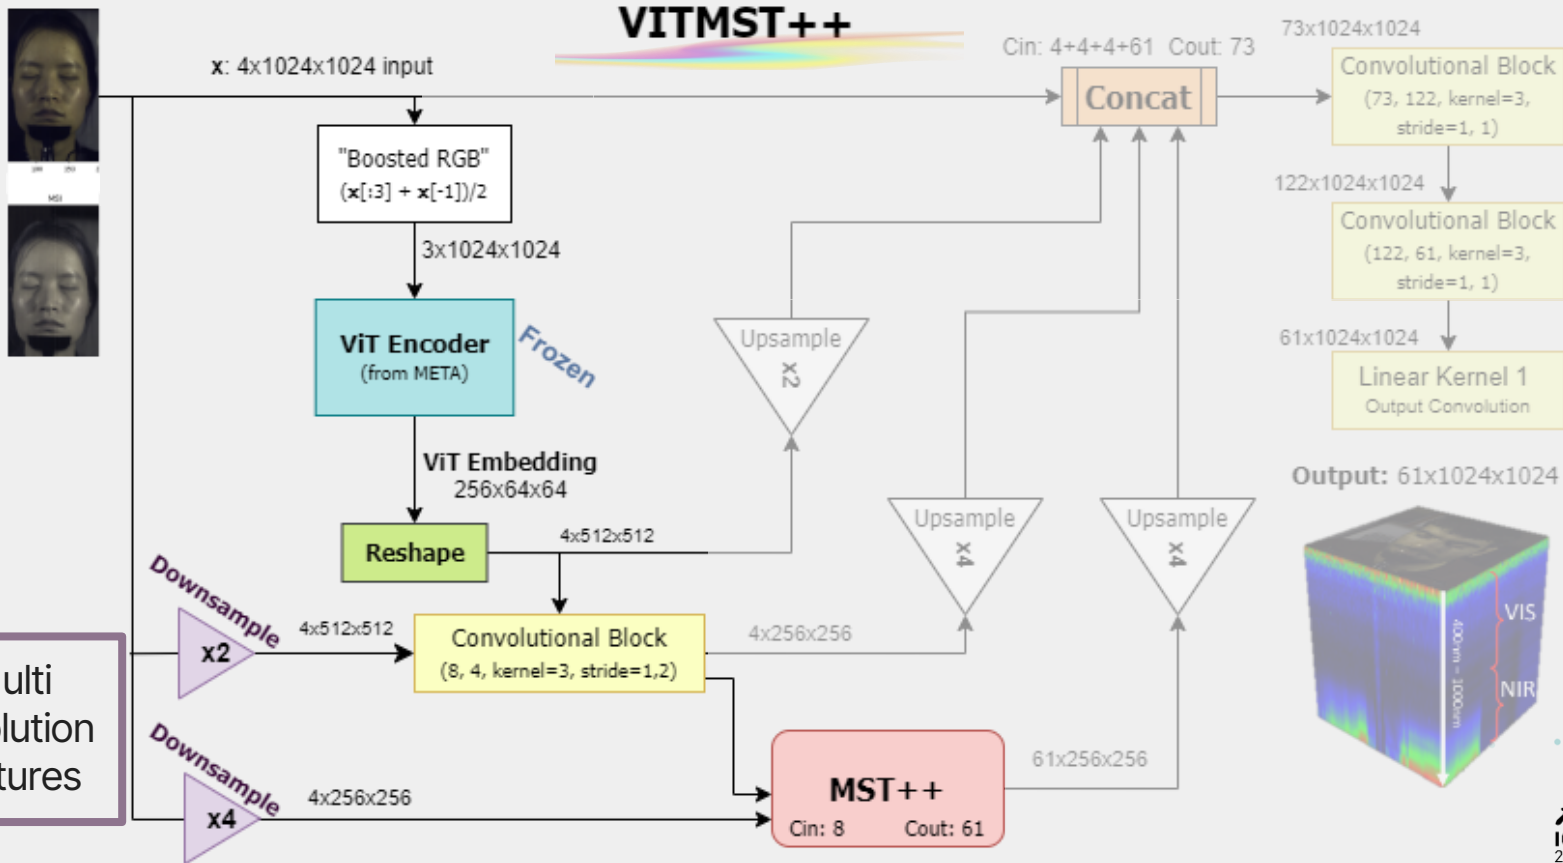 VITMST++
x: 4x1024x1024 input
Cin: 4+4+4+61 Cout: 73
73x1024x1024
Concat
Convolutional Block
(73, 122, kernel=3,
stride=1, 1)
"Boosted RGB"
(x[:3] + x[-1])/2
MSI
122x1024x1024
Convolutional Block
(122, 61, kernel=3,
stride=1, 1)
3x1024x1024
ViT Encoder
(from META)
Frozen
Upsample
x2
61x1024x1024
Linear Kernel 1
Output Convolution
ViT Embedding
256x64x64
Output: 61x1024x1024
Reshape
4x512x512
Upsample
x4
Upsample
x4
Downsample
x2
4x512x512
Convolutional Block
(8, 4, kernel=3, stride=1,2)
4x256x256
VIS
NIR
400nm - 1000nm
ulti
olution
tures
Downsample
x4
4x256x256
MST++
Cin: 8 Cout: 61
61x256x256